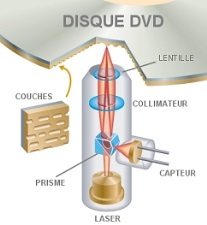 DISQUE DVD
LENTILLE
COUCHES
COLLIMATEUR
PRISME
CAPTEUR
LASER